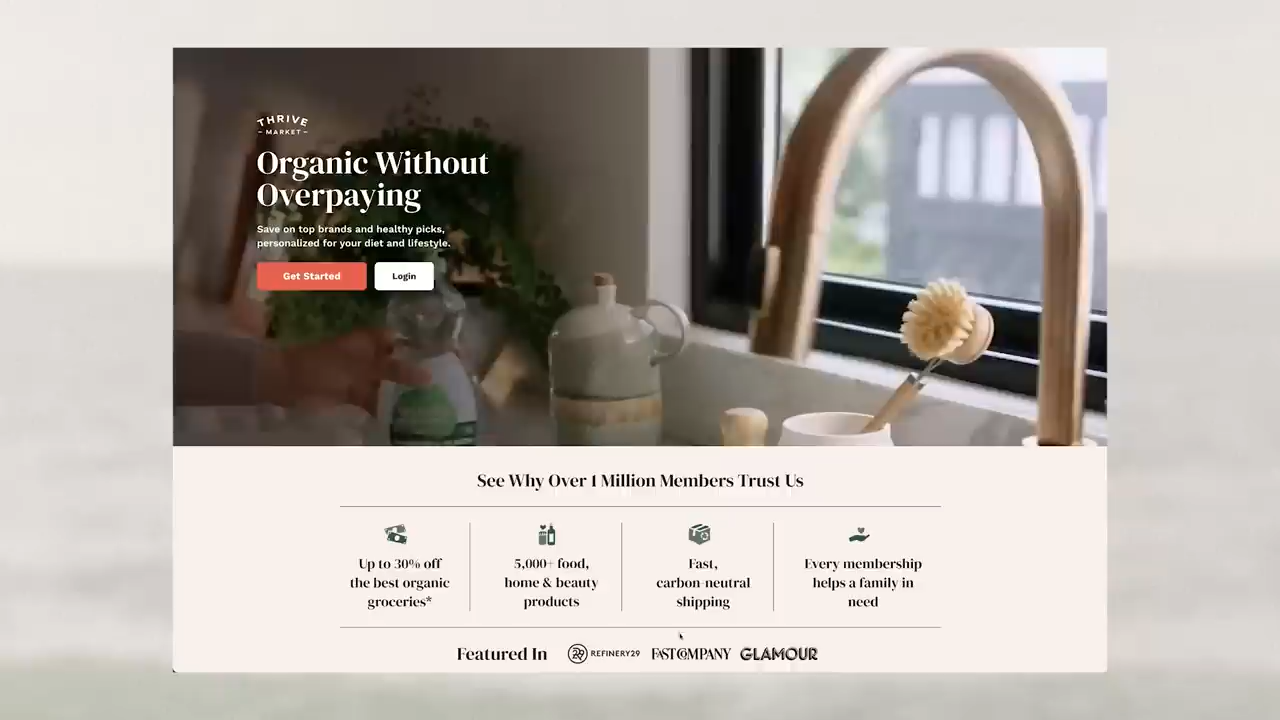 THRIVE
- MARKET -
Organic Without
Overpaying
Save on top brands and healthy picks,
personalized for your diet and lifestyle.
Get Started
Login
See Why Over 1 Million Members Trust Us
Up to 30% off
the best organic
groceries*
5,000+ food,
home & beauty
products
Fast,
carbon-neutral
shipping
Every membership
helps a family in
need
Featured In
29 REFINERY29
FAST COMPANY
GLAMOUR